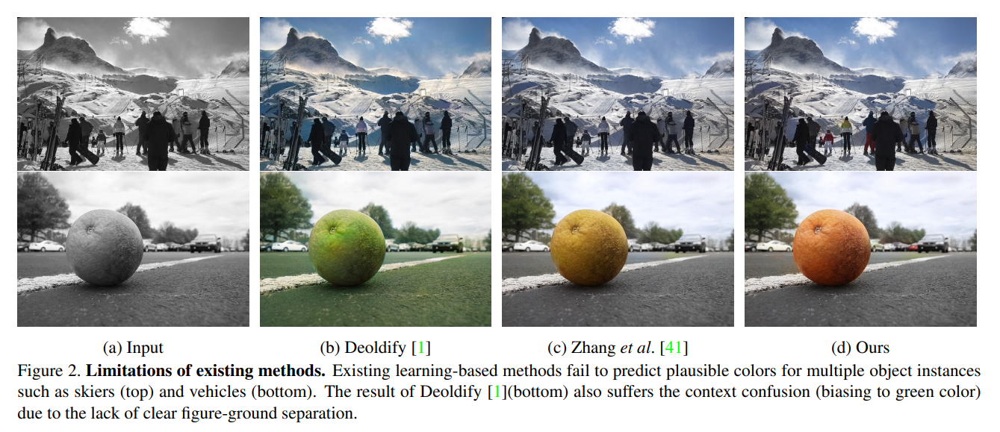 (a) Input
(b) Deoldify [1]
(c) Zhang et al. [41]
(d) Ours
Figure 2. Limitations of existing methods. Existing learning-based methods fail to predict plausible colors for multiple object instances
such as skiers (top) and vehicles (bottom). The result of Deoldify [1](bottom) also suffers the context confusion (biasing to green color)
due to the lack of clear figure-ground separation.